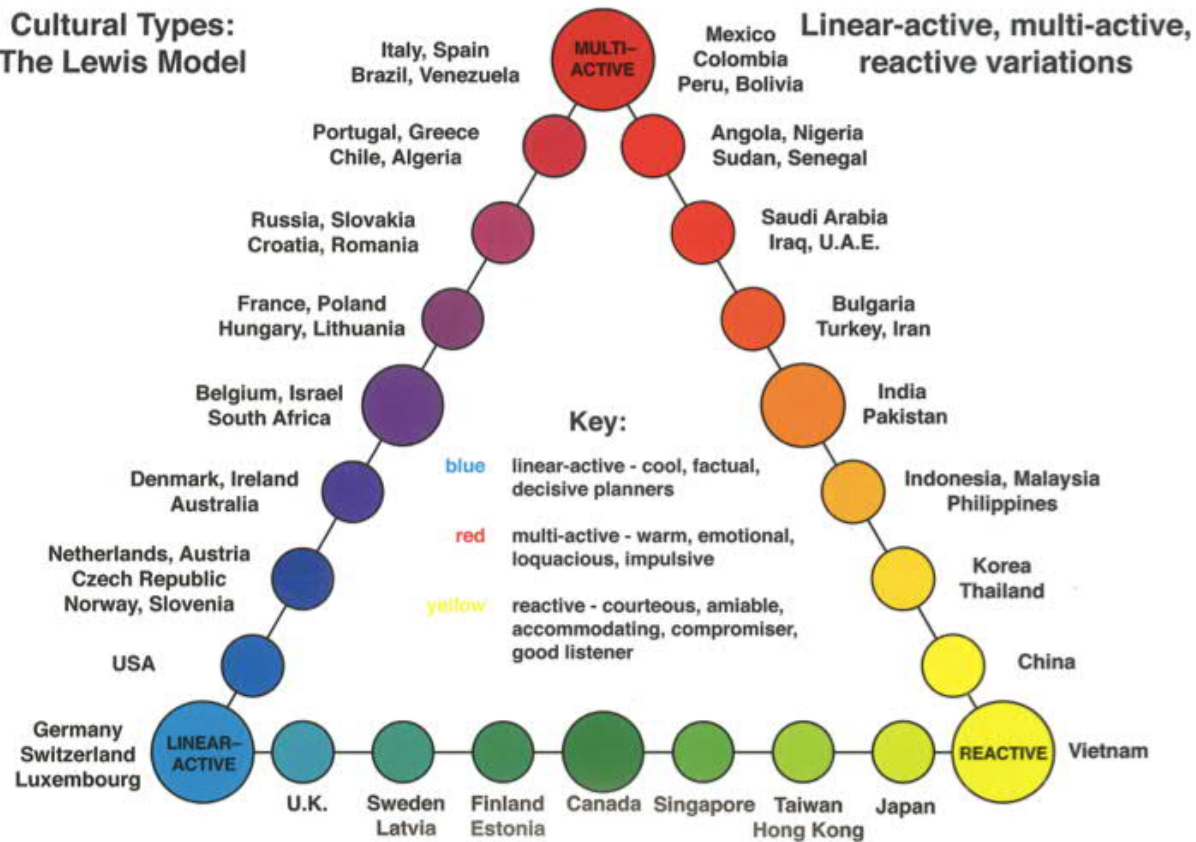 Cultural Types:
The Lewis Model
Linear-active, multi-active,
reactive variations
MULTI–
ACTIVE
Italy, Spain
Brazil, Venezuela
Mexico
Colombia
Peru, Bolivia
Portugal, Greece
Chile, Algeria
Angola, Nigeria
Sudan, Senegal
Russia, Slovakia
Croatia, Romania
Saudi Arabia
Iraq, U.A.E.
France, Poland
Hungary, Lithuania
Bulgaria
Turkey, Iran
Belgium, Israel
South Africa
India
Pakistan
Denmark, Ireland
Australia
Indonesia, Malaysia
Philippines
Netherlands, Austria
Czech Republic
Norway, Slovenia
Korea
Thailand
USA
China
Key:
blue linear-active - cool, factual,
decisive planners
red multi-active - warm, emotional,
loquacious, impulsive
yellow reactive - courteous, amiable,
accommodating, compromiser,
good listener
Germany
Switzerland
Luxembourg
LINEAR–
ACTIVE
REACTIVE
Vietnam
U.K.
Sweden
Latvia
Finland
Estonia
Canada
Singapore
Taiwan
Hong Kong
Japan